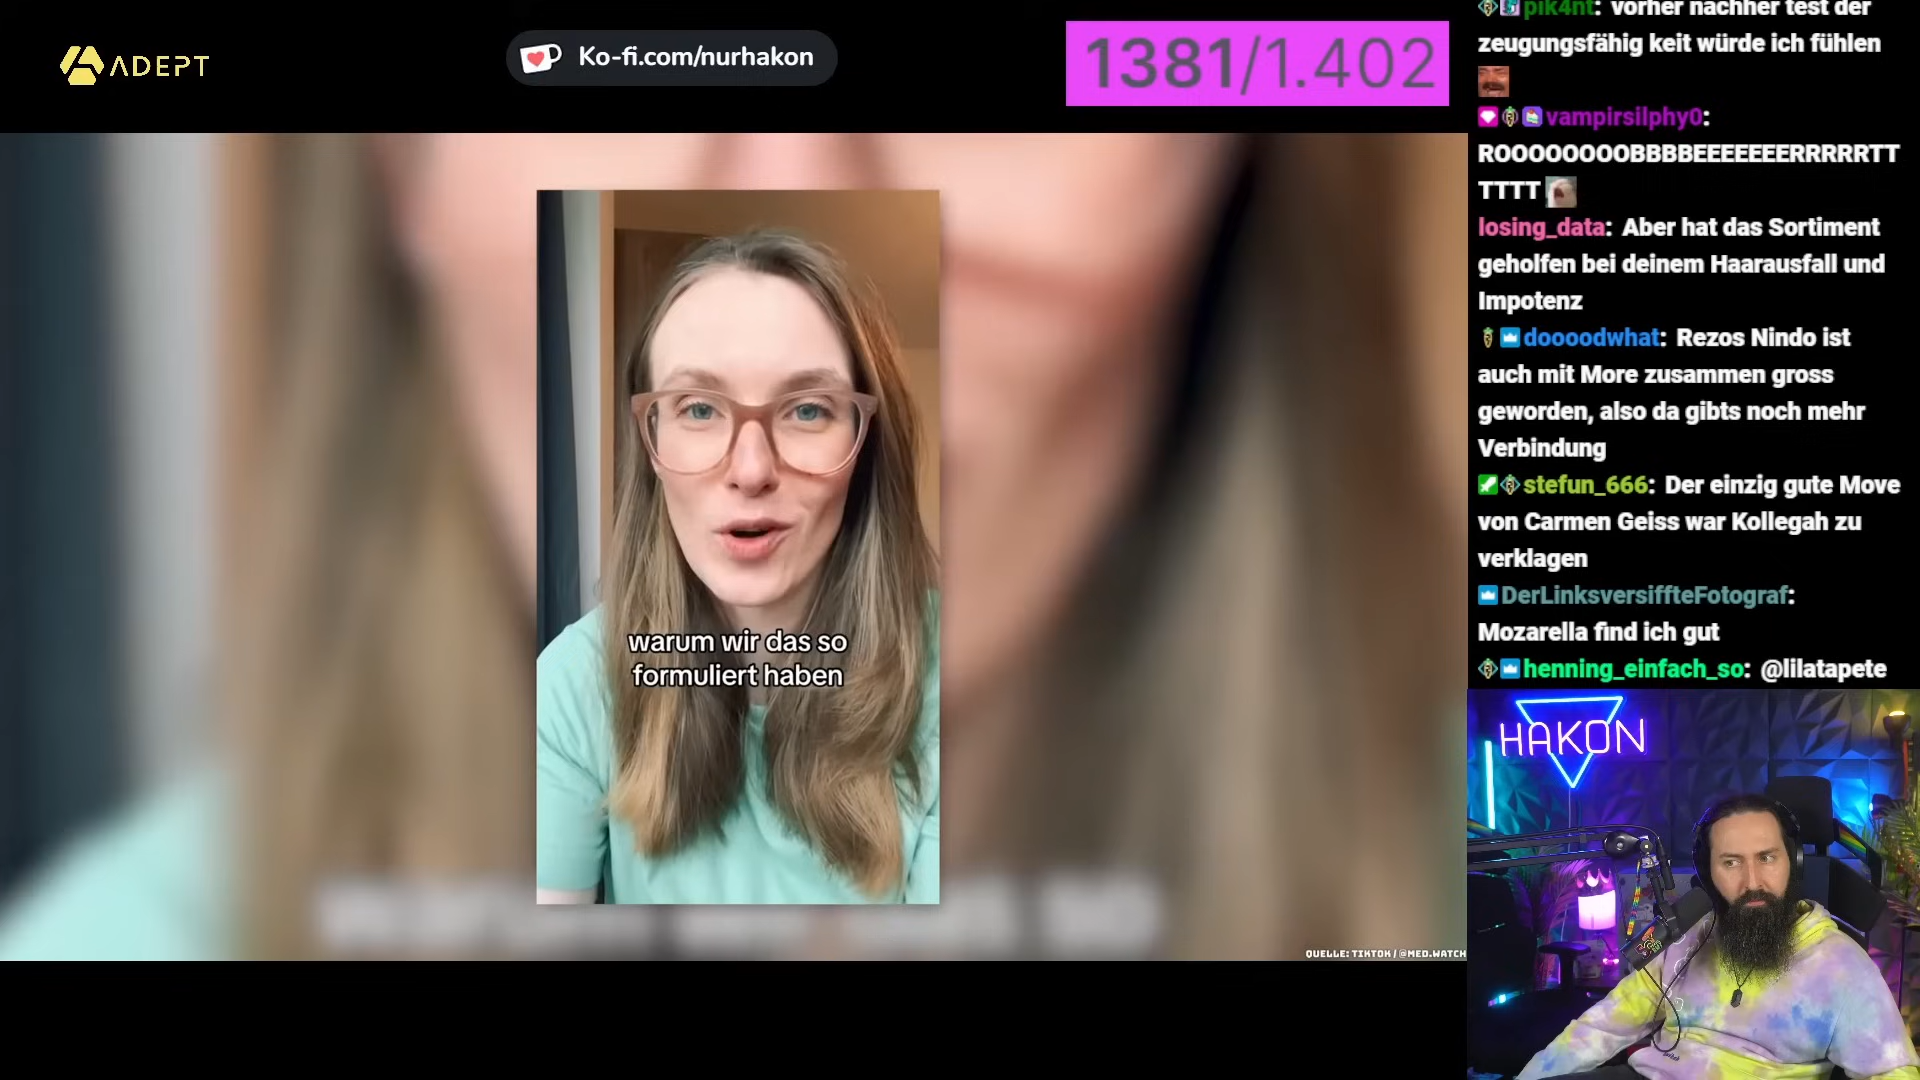 ADEPT
Ko-fi.com/nurhakon
1381/1.402
pik4nt: vorher nachher test der
zeugungsfähig keit würde ich fühlen
vampirsilphy0:
ROOOOOOOOBBBBEEEEEEERRRRRTT
TTTT
losing_data: Aber hat das Sortiment
geholfen bei deinem Haarausfall und
Impotenz
doooodwhat: Rezos Nindo ist
auch mit More zusammen gross
geworden, also da gibts noch mehr
Verbindung
stefun_666: Der einzig gute Move
von Carmen Geiss war Kollegah zu
verklagen
DerLinksversiffteFotograf:
Mozarella find ich gut
henning_einfach_so: @lilatapete
warum wir das so
formuliert haben
QUELLE: TIKTOK / @MED.WATCH
HAKON